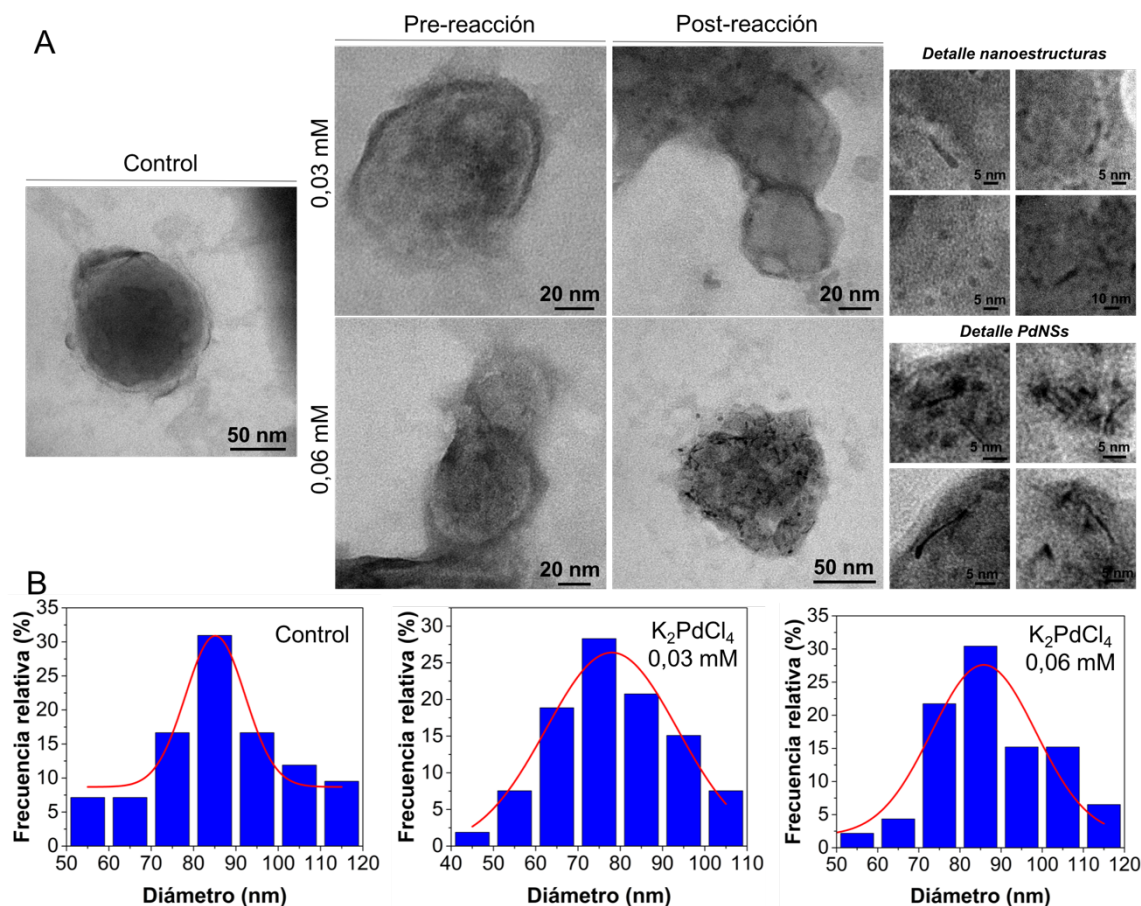 A
Pre-reacción
Post-reacción
Detalle nanoestructuras
Control
0,03 mM
50 nm
20 nm
20 nm
5 nm
5 nm
5 nm
10 nm
0,06 mM
20 nm
50 nm
Detalle PdNSs
5 nm
5 nm
5 nm
5 nm
B
Frecuencia relativa (%)
35
30
25
20
15
10
5
0
Control
50 60 70 80 90 100 110 120
Diámetro (nm)
Frecuencia relativa (%)
30
25
20
15
10
5
0
K₂PdCl₄
0,03 mM
40 50 60 70 80 90 100 110
Diámetro (nm)
Frecuencia relativa (%)
35
30
25
20
15
10
5
0
K₂PdCl₄
0,06 mM
50 60 70 80 90 100 110 120
Diámetro (nm)